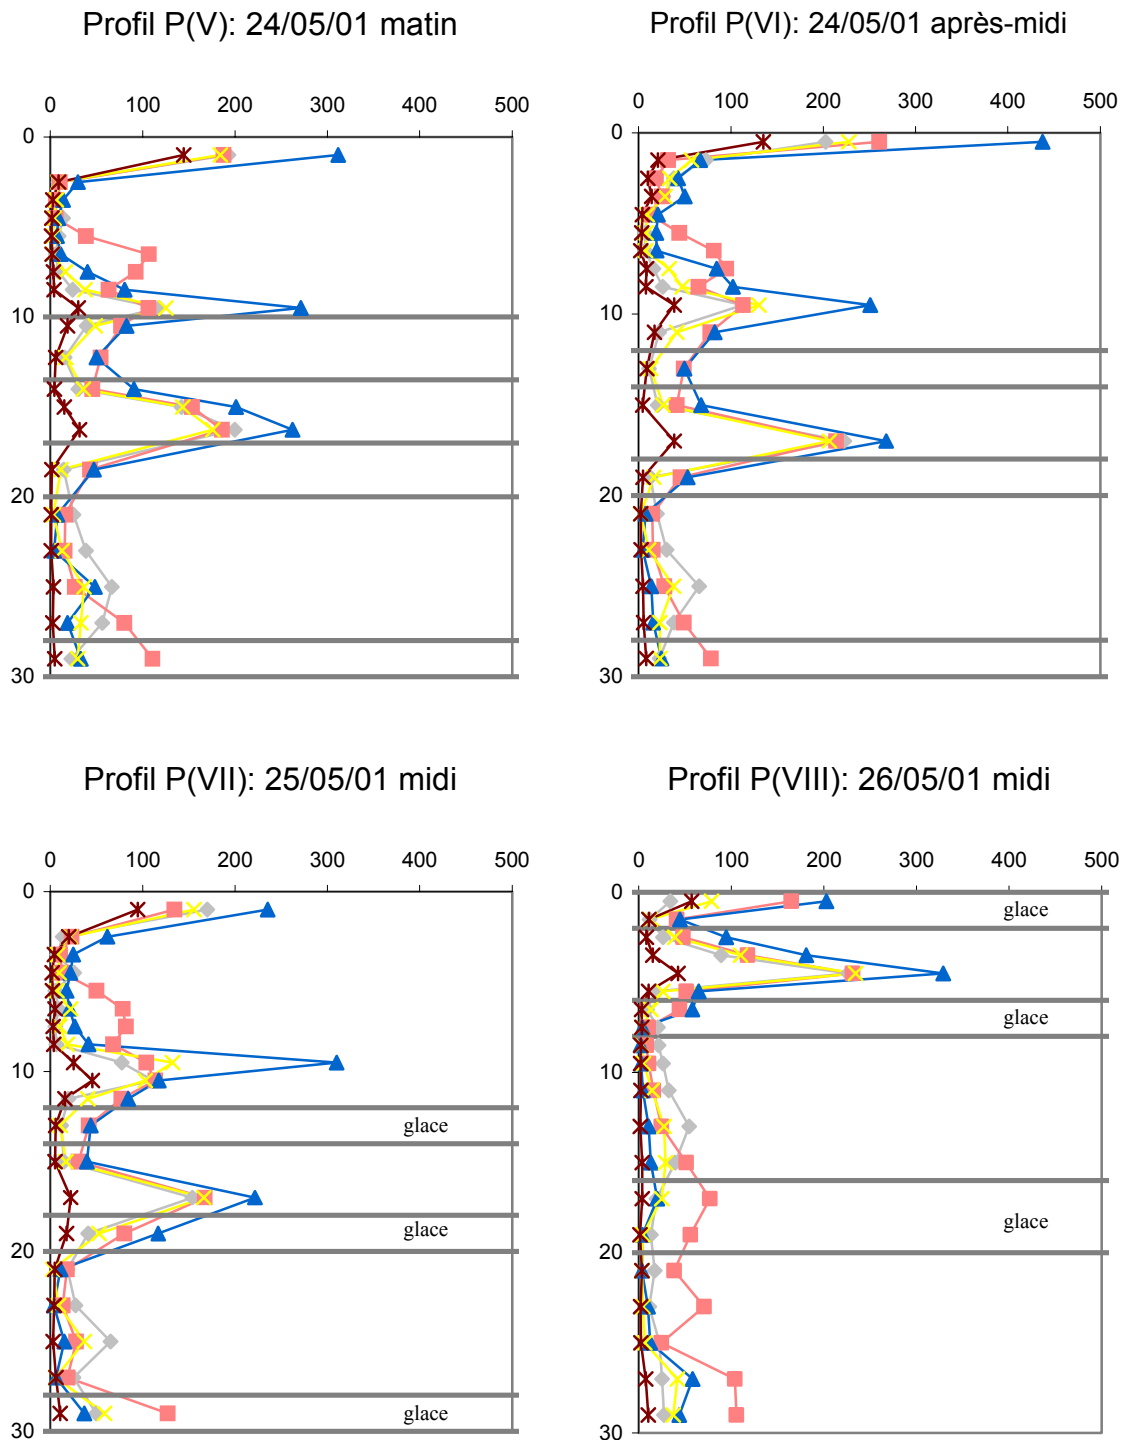 Profil P(V): 24/05/01 matin
0 100 200 300 400 500
0
10
20
30
Profil P(VI): 24/05/01 après-midi
0 100 200 300 400 500
0
10
20
30
Profil P(VII): 25/05/01 midi
0 100 200 300 400 500
0
10
glace
glace
20
glace
30
Profil P(VIII): 26/05/01 midi
0 100 200 300 400 500
0
glace
glace
10
glace
20
30